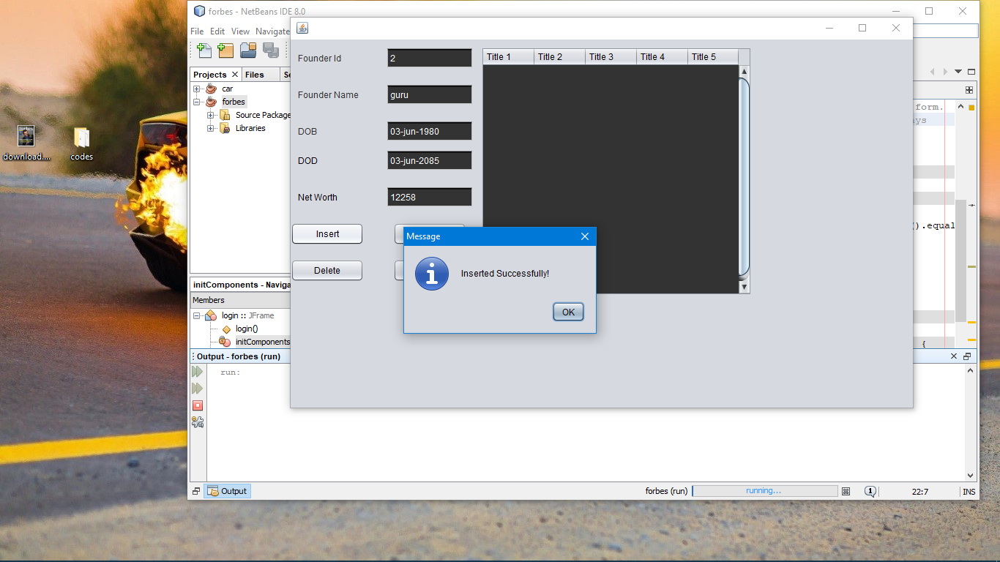 forbes - NetBeans IDE 8.0
File Edit View Navigate
Projects Files
car
forbes
Source Package
Libraries
download....
codes
initComponents - Naviga
Members
login :: JFrame
login()
initComponents
Founder Id 2
Founder Name guru
DOB 03-jun-1980
DOD 03-jun-2085
Net Worth 12258
Insert
Delete
Title 1 Title 2 Title 3 Title 4 Title 5
Message
Inserted Successfully!
OK
form.
ays
().equal
{
Output - forbes (run)
run:
Output
forbes (run) running... 1 22:7 INS